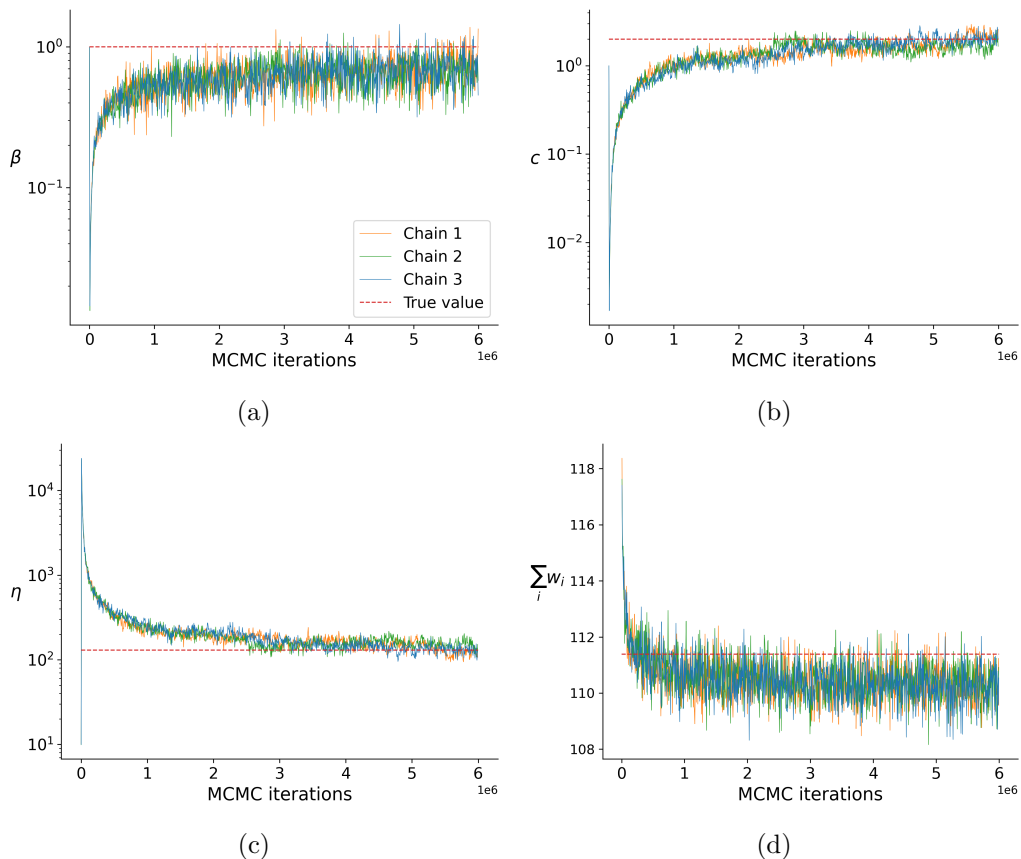 10⁰
10⁻¹
β
Chain 1
Chain 2
Chain 3
True value
0 1 2 3 4 5 6
1e6
MCMC iterations
(a)
10⁰
10⁻¹
10⁻²
c
0 1 2 3 4 5 6
1e6
MCMC iterations
(b)
10⁴
10³
10²
10¹
η
0 1 2 3 4 5 6
1e6
MCMC iterations
(c)
118
116
114
112
110
108
∑ᵢ wᵢ
0 1 2 3 4 5 6
1e6
MCMC iterations
(d)